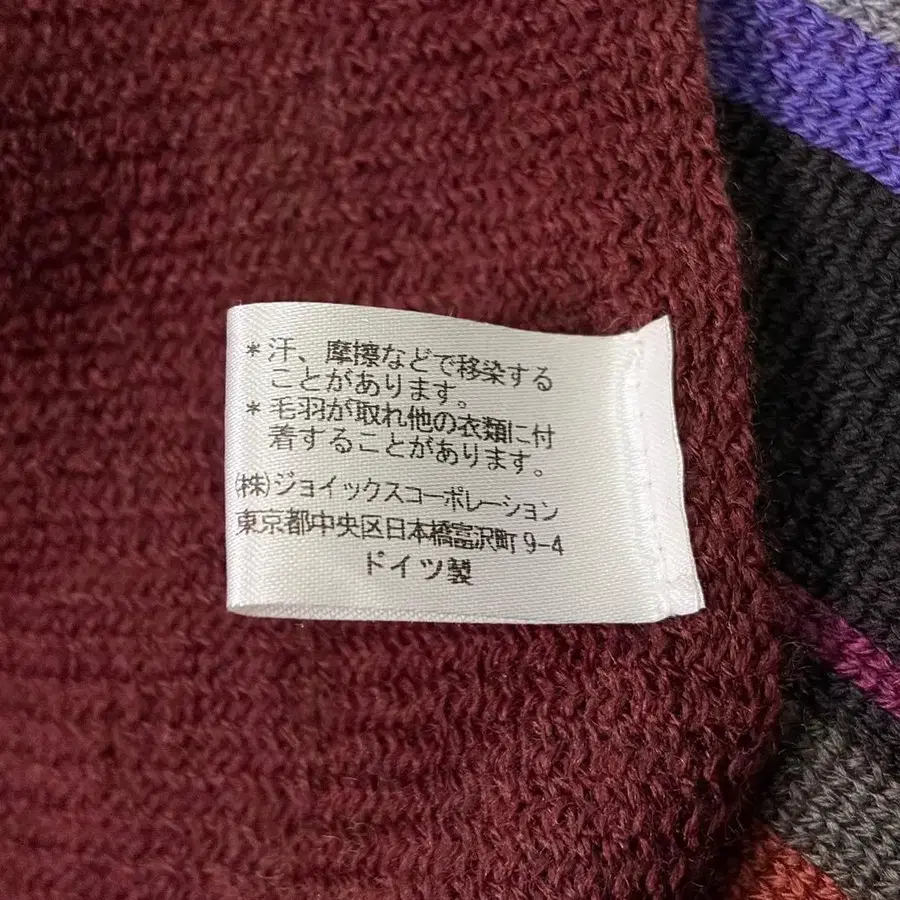 * 汗、摩擦などで移染する
ことがあります。
* 毛羽が取れ他の衣類に付
着することがあります。
(株)ジョイックスコーポレーション
東京都中央区日本橋富沢町 9-4
ドイツ製